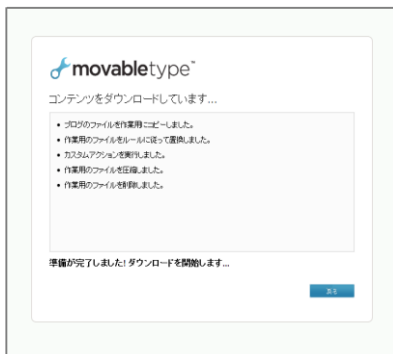 movabletype™
コンテンツをダウンロードしています...
• ブログのファイルを作業用にコピーしました。
• 作業用のファイルをルールに従って置換しました。
• カスタムアクションを実行しました。
• 作業用のファイルを圧縮しました。
• 作業用のファイルを削除しました。
準備が完了しました! ダウンロードを開始します...
戻る